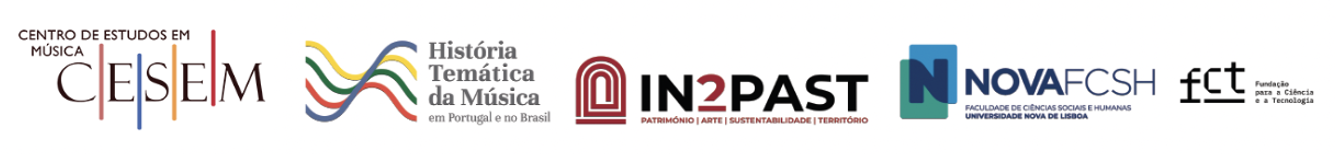 CENTRO DE ESTUDOS EM
MÚSICA
CESEM
História
Temática
da Música
em Portugal e no Brasil
IN2PAST
PATRIMÓNIO | ARTE | SUSTENTABILIDADE | TERRITÓRIO
N
NOVAFCSH
FACULDADE DE CIÊNCIAS SOCIAIS E HUMANAS
UNIVERSIDADE NOVA DE LISBOA
fct
Fundação
para a Ciência
e a Tecnologia